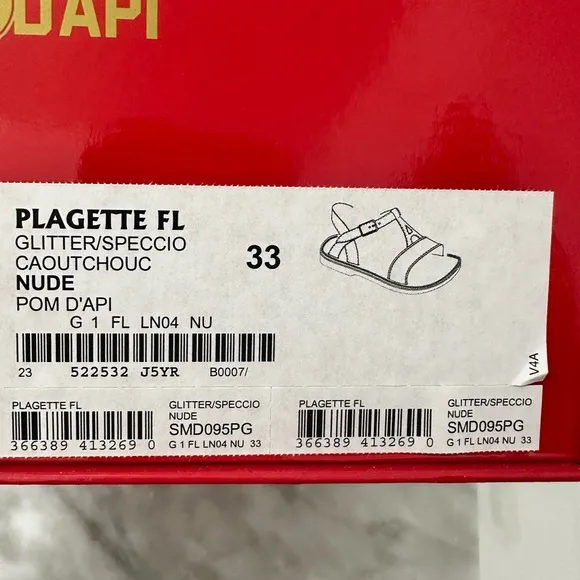 D'API
PLAGETTE FL
GLITTER/SPECCIO
CAOUTCHOUC
33
NUDE
POM D'API
G 1 FL LN04 NU
23 522532 J5YR B0007/
V4A
PLAGETTE FL
GLITTER/SPECCIO
NUDE
SMD095PG
366389 413269 0
G 1 FL LN04 NU 33
PLAGETTE FL
GLITTER/SPECCIO
NUDE
SMD095PG
366389 413269 0
G 1 FL LN04 NU 33